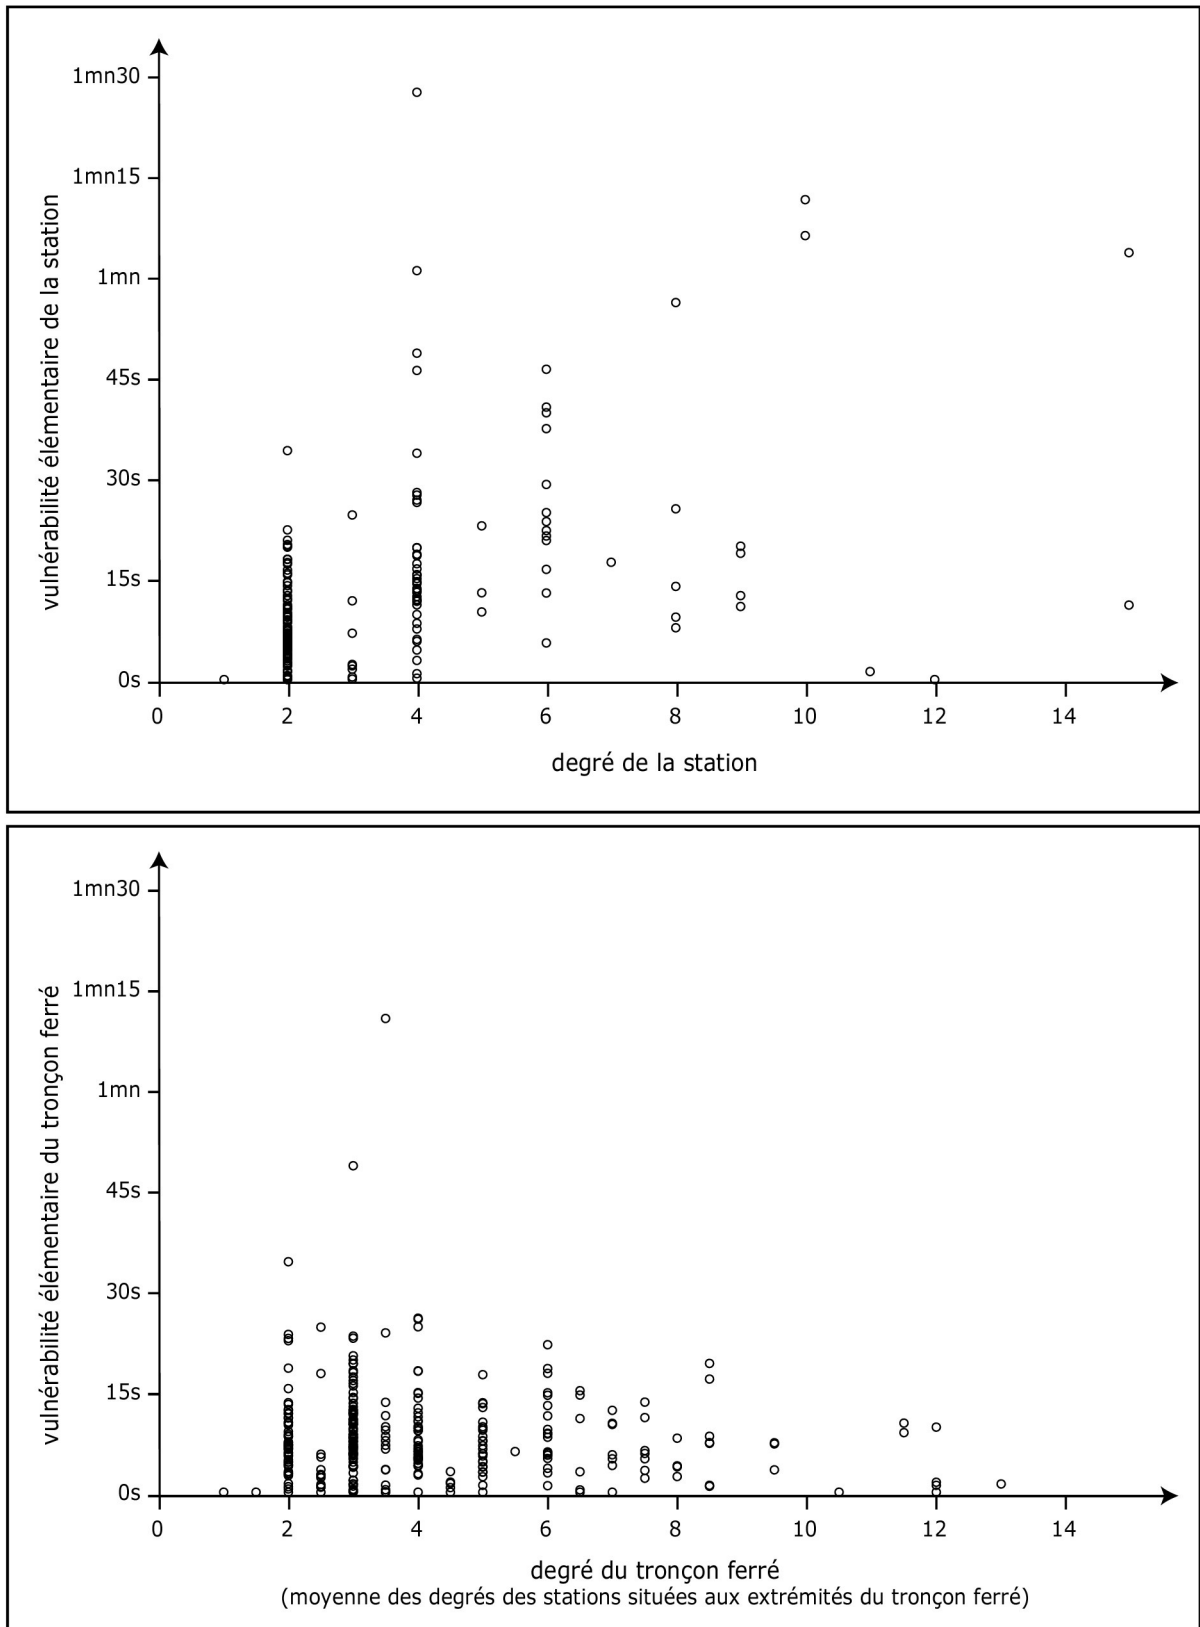 1mn30
1mn15
1mn
45s
30s
15s
0s
vulnérabilité élémentaire de la station
0 2 4 6 8 10 12 14
degré de la station
1mn30
1mn15
1mn
45s
30s
15s
0s
vulnérabilité élémentaire du tronçon ferré
0 2 4 6 8 10 12 14
degré du tronçon ferré
(moyenne des degrés des stations situées aux extrémités du tronçon ferré)